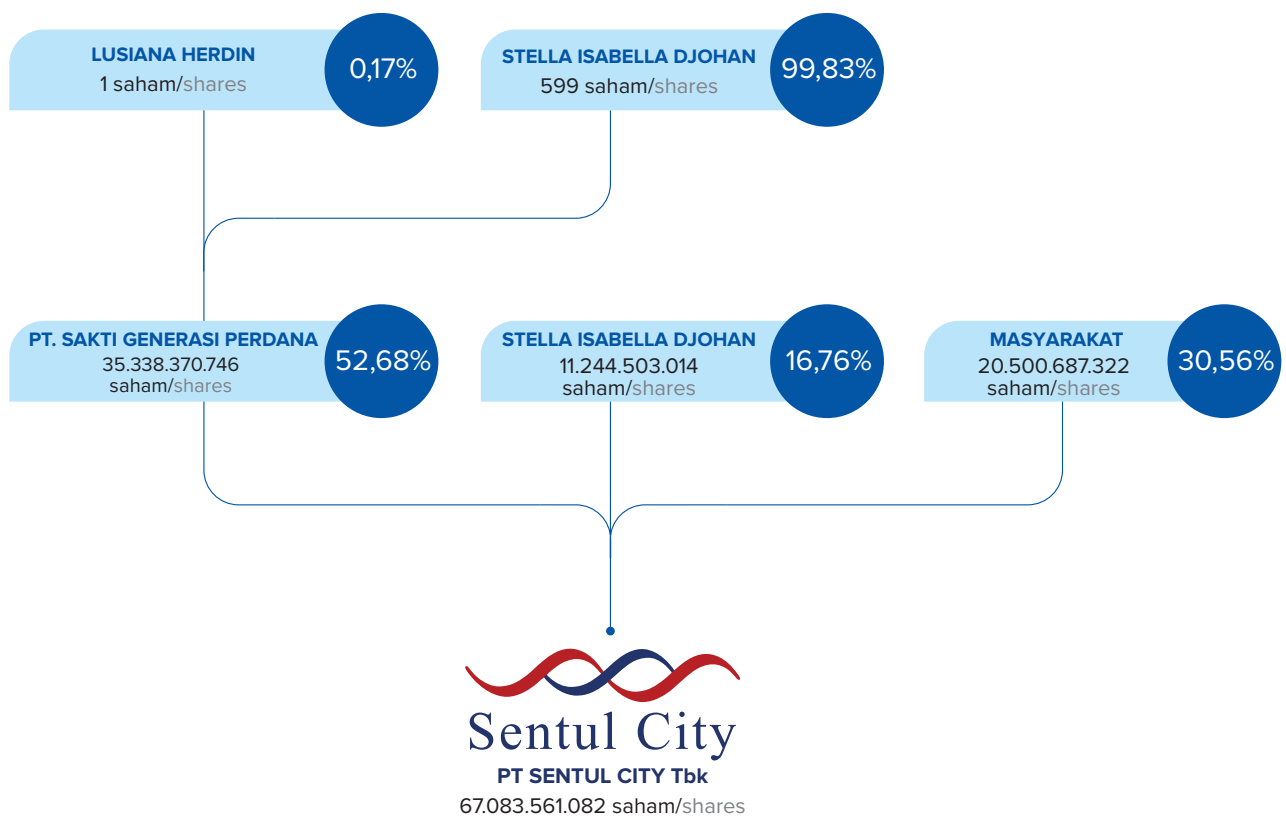 LUSIANA HERDIN
1 saham/shares
0,17%
STELLA ISABELLA DJOHAN
599 saham/shares
99,83%
PT. SAKTI GENERASI PERDANA
35.338.370.746
saham/shares
52,68%
STELLA ISABELLA DJOHAN
11.244.503.014
saham/shares
16,76%
MASYARAKAT
20.500.687.322
saham/shares
30,56%
Sentul City
PT SENTUL CITY Tbk
67.083.561.082 saham/shares